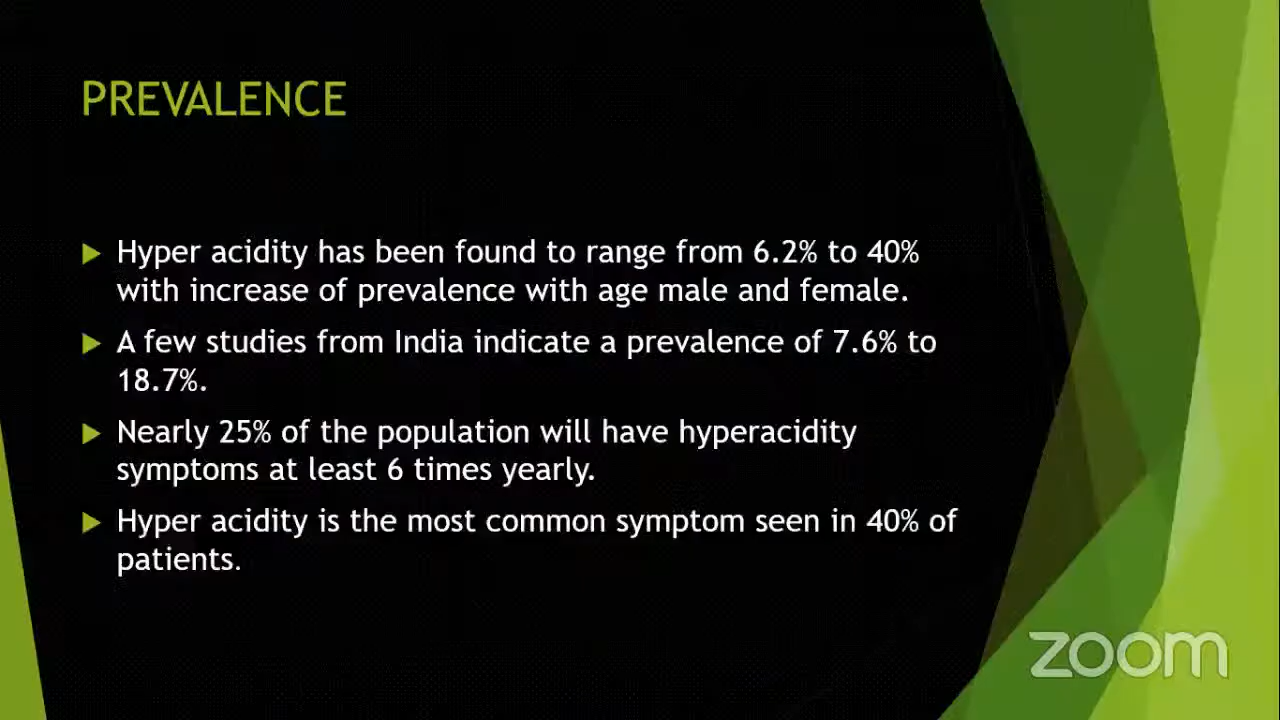 PREVALENCE
Hyper acidity has been found to range from 6.2% to 40%
with increase of prevalence with age male and female.
A few studies from India indicate a prevalence of 7.6% to
18.7%.
Nearly 25% of the population will have hyperacidity
symptoms at least 6 times yearly.
Hyper acidity is the most common symptom seen in 40% of
patients.
zoom